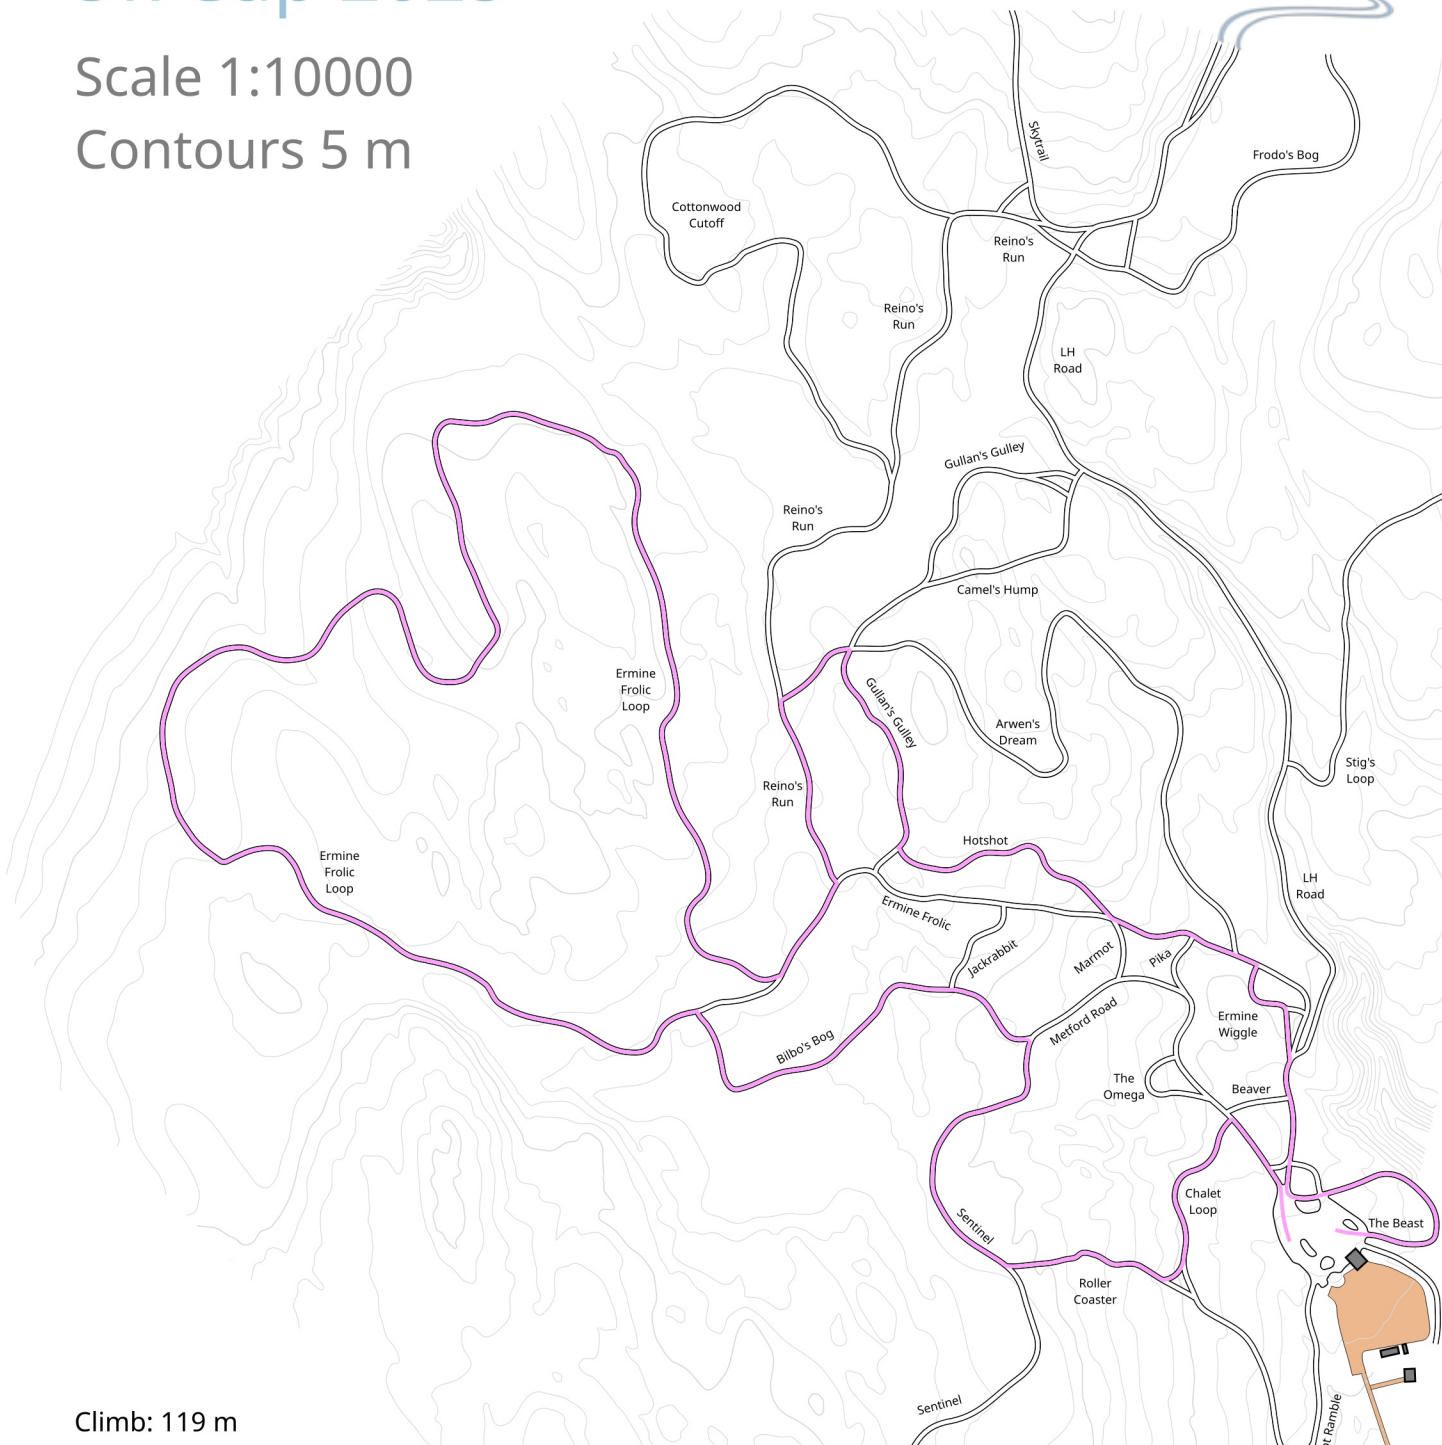 Scale 1:10000
Contours 5 m
Skytrail
Frodo's Bog
Cottonwood
Cutoff
Reino's
Run
Reino's
Run
LH
Road
Gullan's Gulley
Reino's
Run
Camel's Hump
Ermine
Frolic
Loop
Gullan's Gulley
Arwen's
Dream
Stig's
Loop
Reino's
Run
Hotshot
Ermine
Frolic
Loop
LH
Road
Ermine Frolic
Jackrabbit
Marmot
Pika
Metford Road
Ermine
Wiggle
Bilbo's Bog
The
Omega
Beaver
Chalet
Loop
Sentinel
The Beast
Roller
Coaster
Sentinel
Ramble
Climb: 119 m